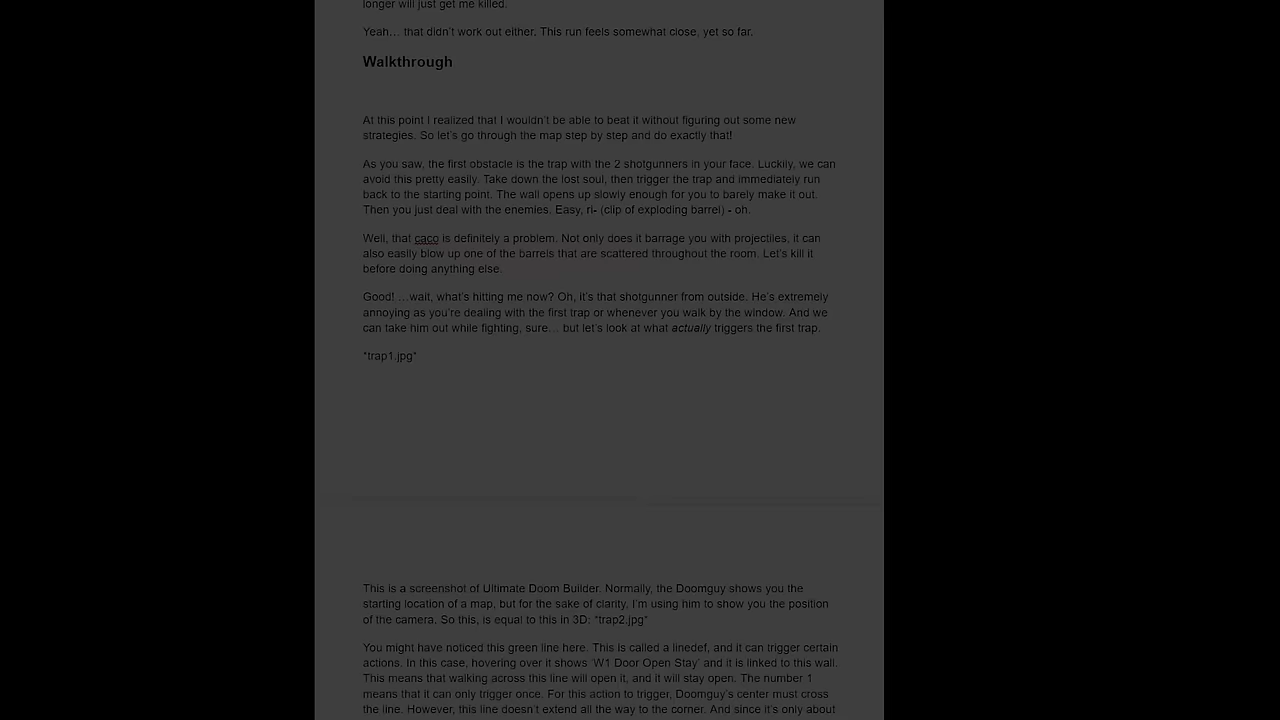 longer will just get me killed.
Yeah… that didn’t work out either. This run feels somewhat close, yet so far.
Walkthrough
At this point I realized that I wouldn’t be able to beat it without figuring out some new
strategies. So let’s go through the map step by step and do exactly that!
As you saw, the first obstacle is the trap with the 2 shotgunners in your face. Luckily, we can
avoid this pretty easily. Take down the lost soul, then trigger the trap and immediately run
back to the starting point. The wall opens up slowly enough for you to barely make it out.
Then you just deal with the enemies. Easy, ri- (clip of exploding barrel) - oh.
Well, that caco is definitely a problem. Not only does it barrage you with projectiles, it can
also easily blow up one of the barrels that are scattered throughout the room. Let’s kill it
before doing anything else.
Good! …wait, what’s hitting me now? Oh, it’s that shotgunner from outside. He’s extremely
annoying as you’re dealing with the first trap or whenever you walk by the window. And we
can take him out while fighting, sure… but let’s look at what actually triggers the first trap.
*trap1.jpg*
This is a screenshot of Ultimate Doom Builder. Normally, the Doomguy shows you the
starting location of a map, but for the sake of clarity, I’m using him to show you the position
of the camera. So this, is equal to this in 3D: *trap2.jpg*
You might have noticed this green line here. This is called a linedef, and it can trigger certain
actions. In this case, hovering over it shows ‘W1 Door Open Stay’ and it is linked to this wall.
This means that walking across this line will open it, and it will stay open. The number 1
means that it can only trigger once. For this action to trigger, Doomguy’s center must cross
the line. However, this line doesn’t extend all the way to the corner. And since it’s only about